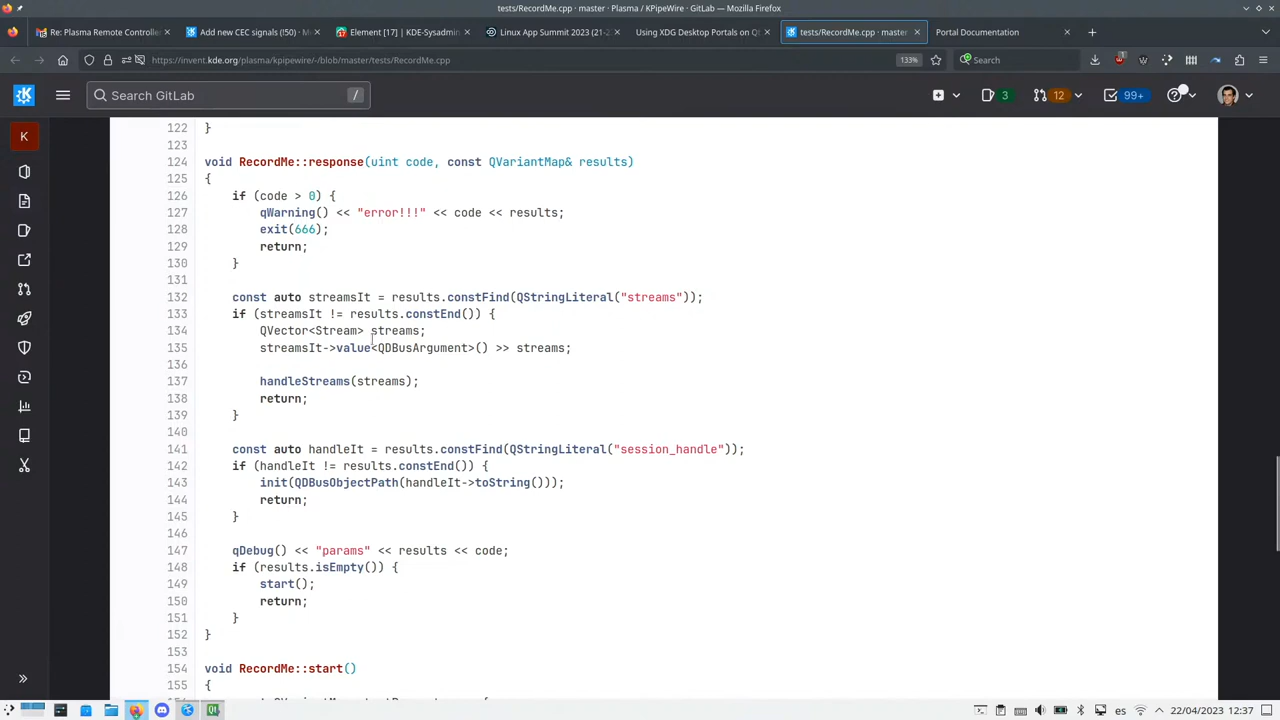 tests/RecordMe.cpp · master · Plasma / KPipeWire · GitLab — Mozilla Firefox
Re: Plasma Remote Controlle
Add new CEC signals (!50) · M
Element [17] | KDE-Sysadmin
Linux App Summit 2023 (21-2
Using XDG Desktop Portals on Q
tests/RecordMe.cpp · master
Portal Documentation
https://invent.kde.org/plasma/kpipewire/-/blob/master/tests/RecordMe.cpp
133%
Search
Search GitLab
/
3
12
99+
K
122 }
123
124 void RecordMe::response(uint code, const QVariantMap& results)
125 {
126 if (code > 0) {
127 qWarning() << "error!!!" << code << results;
128 exit(666);
129 return;
130 }
131
132 const auto streamsIt = results.constFind(QStringLiteral("streams"));
133 if (streamsIt != results.constEnd()) {
134 QVector<Stream> streams;
135 streamsIt->value<QDBusArgument>() >> streams;
136
137 handleStreams(streams);
138 return;
139 }
140
141 const auto handleIt = results.constFind(QStringLiteral("session_handle"));
142 if (handleIt != results.constEnd()) {
143 init(QDBusObjectPath(handleIt->toString()));
144 return;
145 }
146
147 qDebug() << "params" << results << code;
148 if (results.isEmpty()) {
149 start();
150 return;
151 }
152 }
153
154 void RecordMe::start()
155 {
es
22/04/2023 12:37